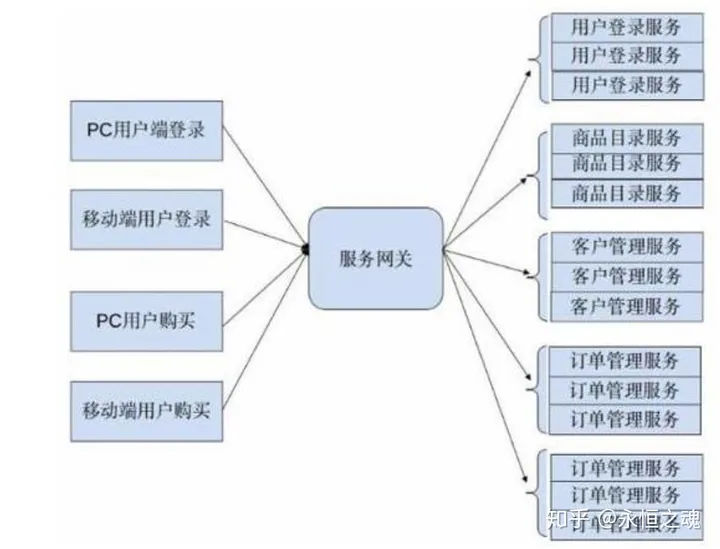 PC用户端登录
移动端用户登录
PC用户购买
移动端用户购买
服务网关
用户登录服务
用户登录服务
用户登录服务
商品目录服务
商品目录服务
商品目录服务
客户管理服务
客户管理服务
客户管理服务
订单管理服务
订单管理服务
订单管理服务
订单管理服务
订单管理服务
订单管理服务
知乎 @永恒之魂